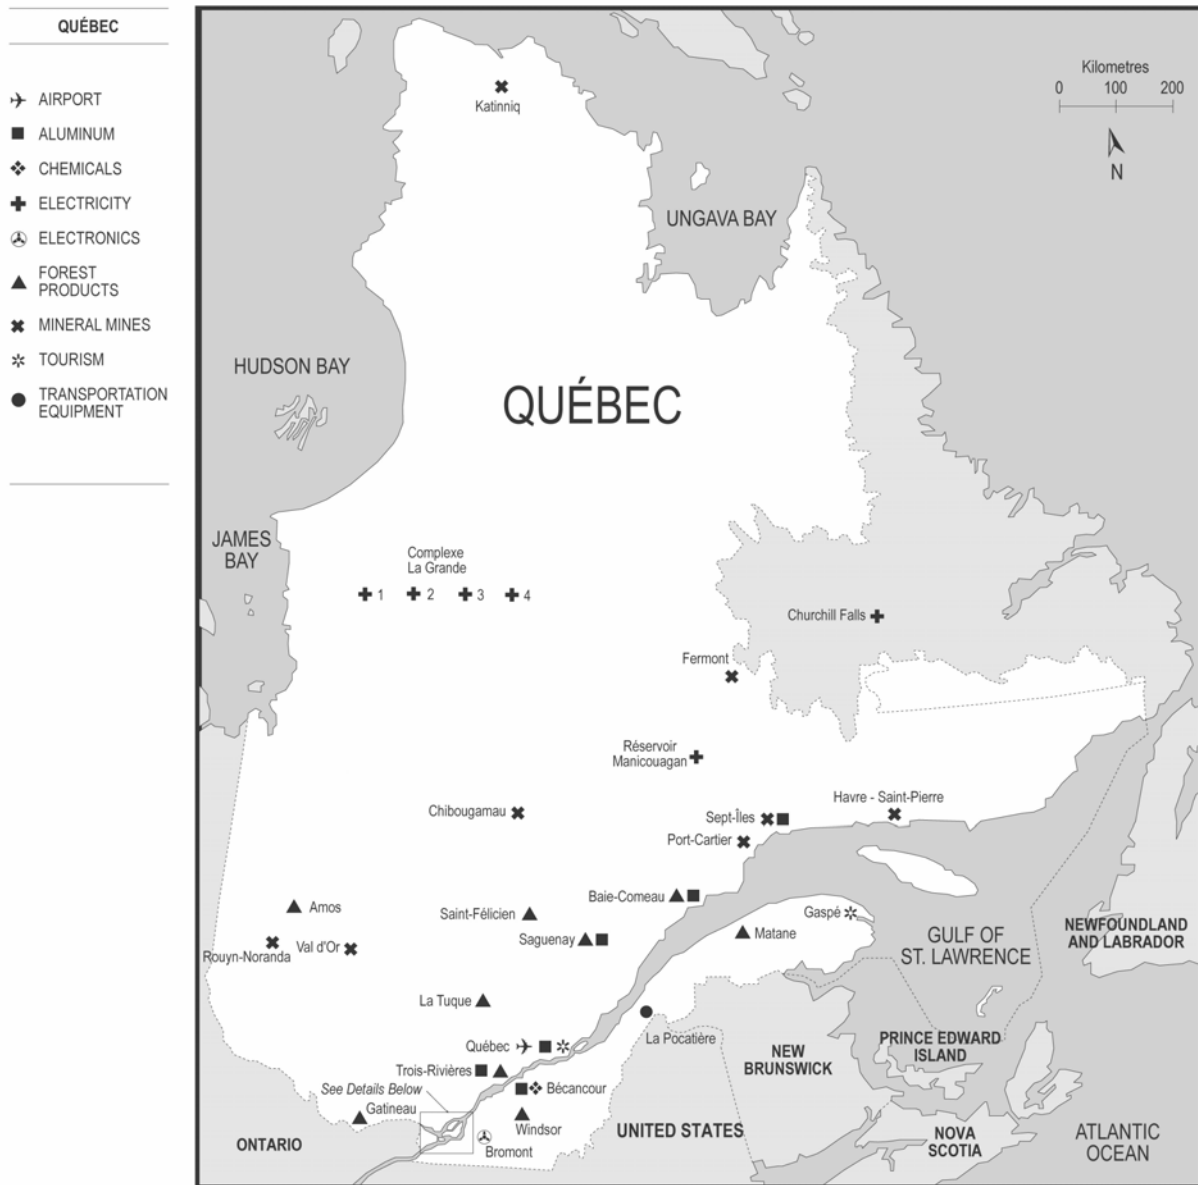 QUÉBEC
AIRPORT
ALUMINUM
CHEMICALS
ELECTRICITY
ELECTRONICS
FOREST
PRODUCTS
MINERAL MINES
TOURISM
TRANSPORTATION
EQUIPMENT
Kilometres
0 100 200
N
Katinniq
UNGAVA BAY
HUDSON BAY
QUÉBEC
JAMES
BAY
Complexe
La Grande
1 2 3 4
Churchill Falls
Fermont
Réservoir
Manicouagan
Chibougamau
Sept-Îles
Havre - Saint-Pierre
Port-Cartier
Baie-Comeau
Amos
Saint-Félicien
Gaspé
Matane
Saguenay
Rouyn-Noranda
Val d'Or
GULF OF
ST. LAWRENCE
NEWFOUNDLAND
AND LABRADOR
La Tuque
Québec
La Pocatière
Trois-Rivières
Bécancour
See Details Below
Gatineau
Windsor
Bromont
NEW
BRUNSWICK
PRINCE EDWARD
ISLAND
ONTARIO
UNITED STATES
NOVA
SCOTIA
ATLANTIC
OCEAN